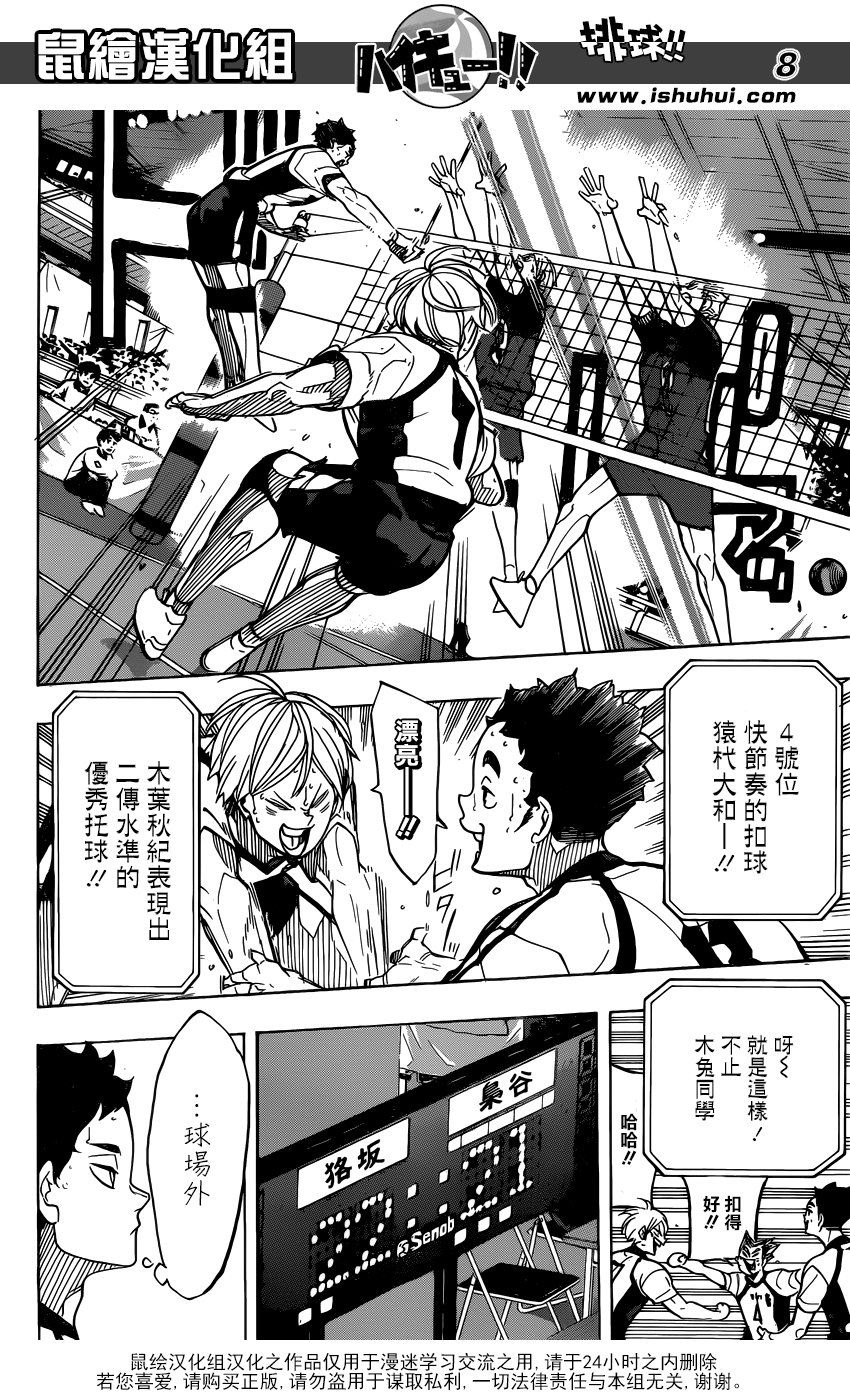 鼠繪漢化組
ハイキュー!!
排球!!
8
www.ishuhui.com
4號位
快節奏的扣球
猿杙大和—!!
漂亮——!!
木葉秋紀表現出
二傳水準的
優秀托球!!
呀~
就是這樣!
不止
木兔同學
哈哈!!
扣得
好!!
梟谷
狢坂
22
21
Senoh
…球場外
鼠绘汉化组汉化之作品仅用于漫迷学习交流之用, 请于24小时之内删除
若您喜爱, 请购买正版, 请勿盗用于谋取私利, 一切法律责任与本组无关, 谢谢。